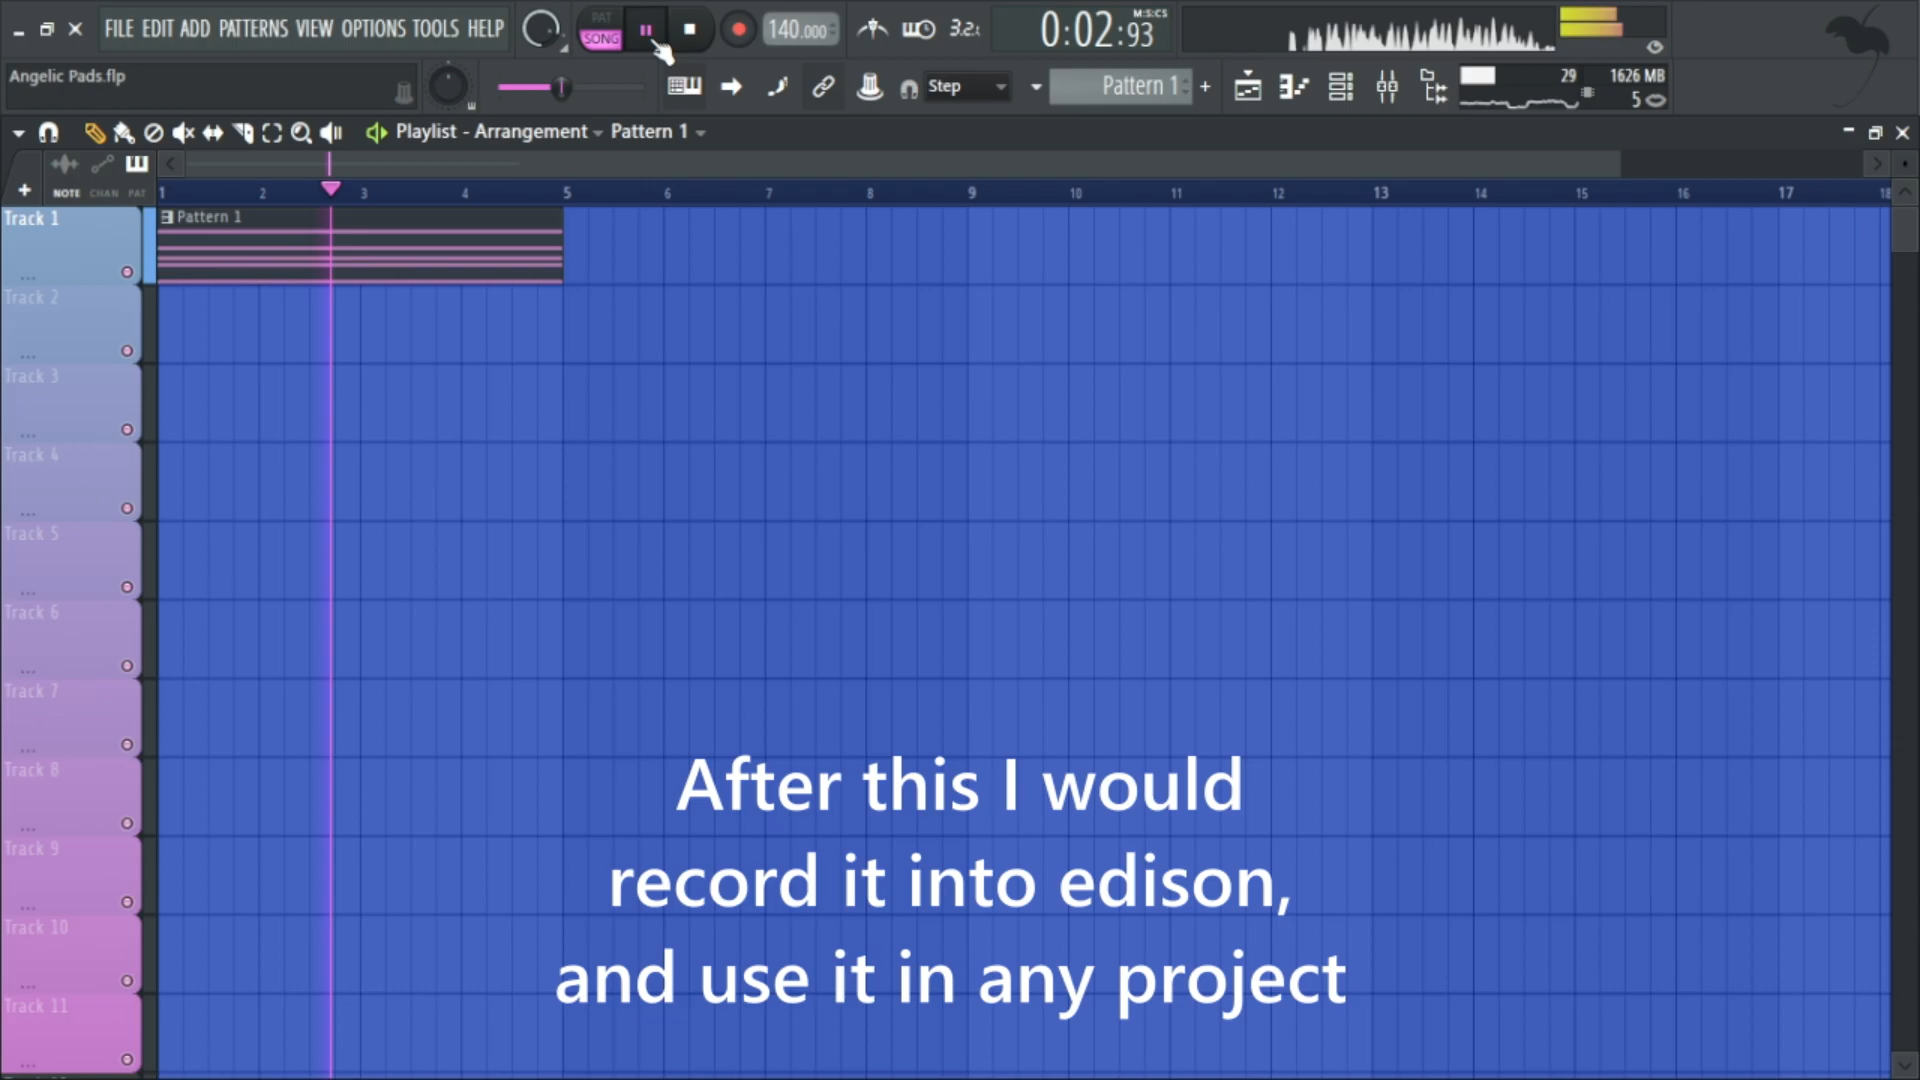 FILE EDIT ADD PATTERNS VIEW OPTIONS TOOLS HELP
PAT
SONG
140.000
3.2.
0:02:93
M:S:CS
Angelic Pads.flp
Step
Pattern 1
+
29
1626 MB
5
Playlist - Arrangement
Pattern 1
NOTE CHAN PAT
1 2 3 4 5 6 7 8 9 10 11 12 13 14 15 16 17 18
Track 1
Pattern 1
Track 2
Track 3
Track 4
Track 5
Track 6
Track 7
Track 8
Track 9
Track 10
Track 11
After this I would
record it into edison,
and use it in any project